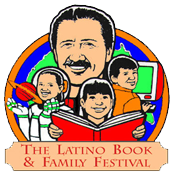 THE LATINO BOOK
& FAMILY FESTIVAL